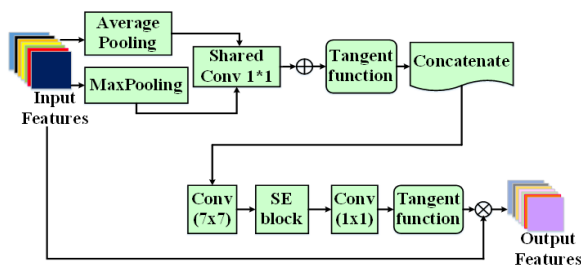 Average
Pooling
Input
Features
MaxPooling
Shared
Conv 1*1
Tangent
function
Concatenate
Conv
(7x7)
SE
block
Conv
(1x1)
Tangent
function
Output
Features